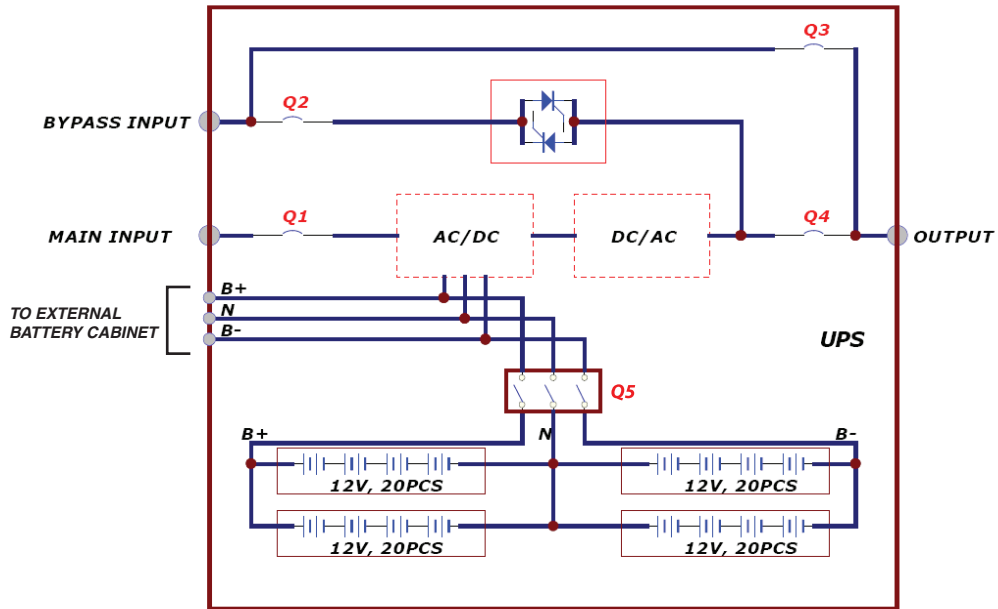 Q3
Q2
BYPASS INPUT
Q1
Q4
MAIN INPUT
AC/DC
DC/AC
OUTPUT
B+
TO EXTERNAL
BATTERY CABINET
N
B-
UPS
Q5
B+
N
B-
12V, 20PCS
12V, 20PCS
12V, 20PCS
12V, 20PCS